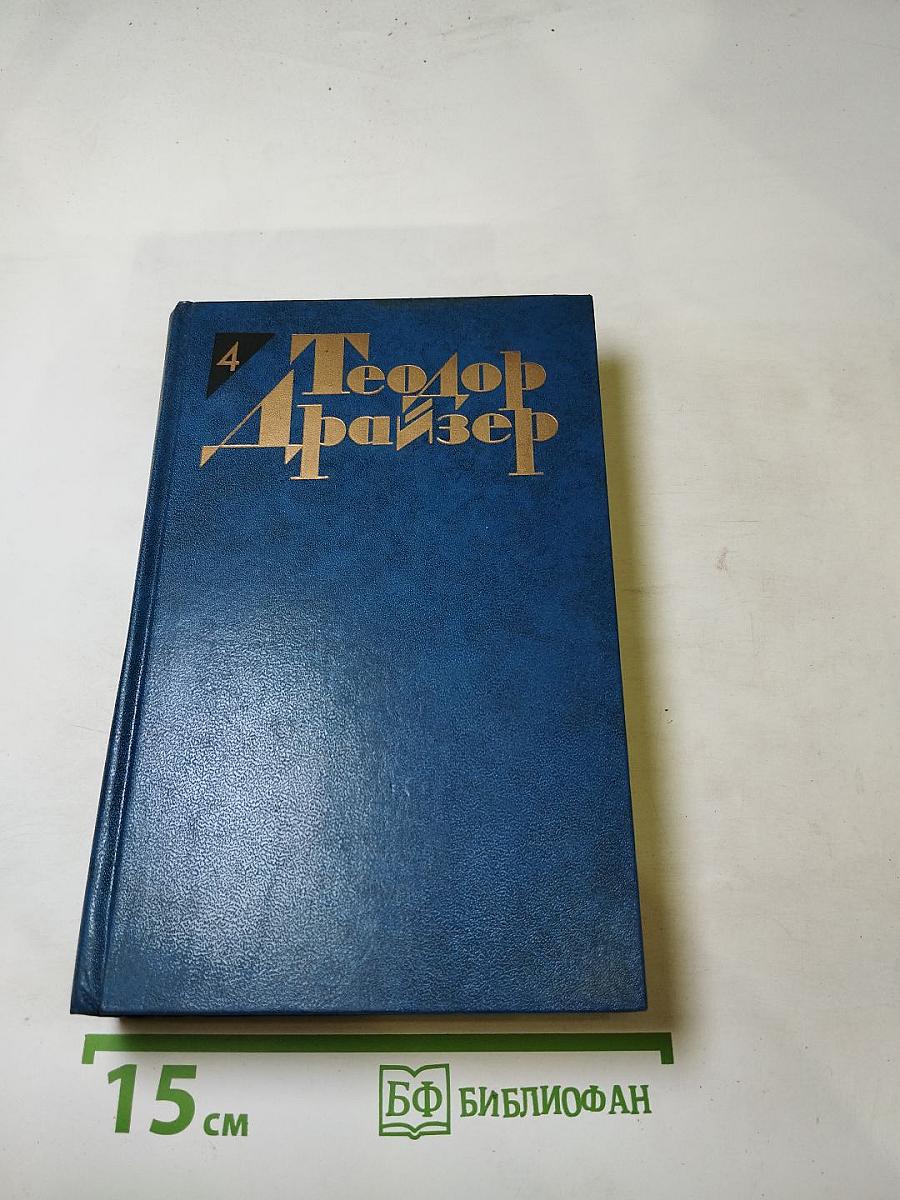 4
Теодор
Драйзер
15 см
БФ БИБЛИОФАН